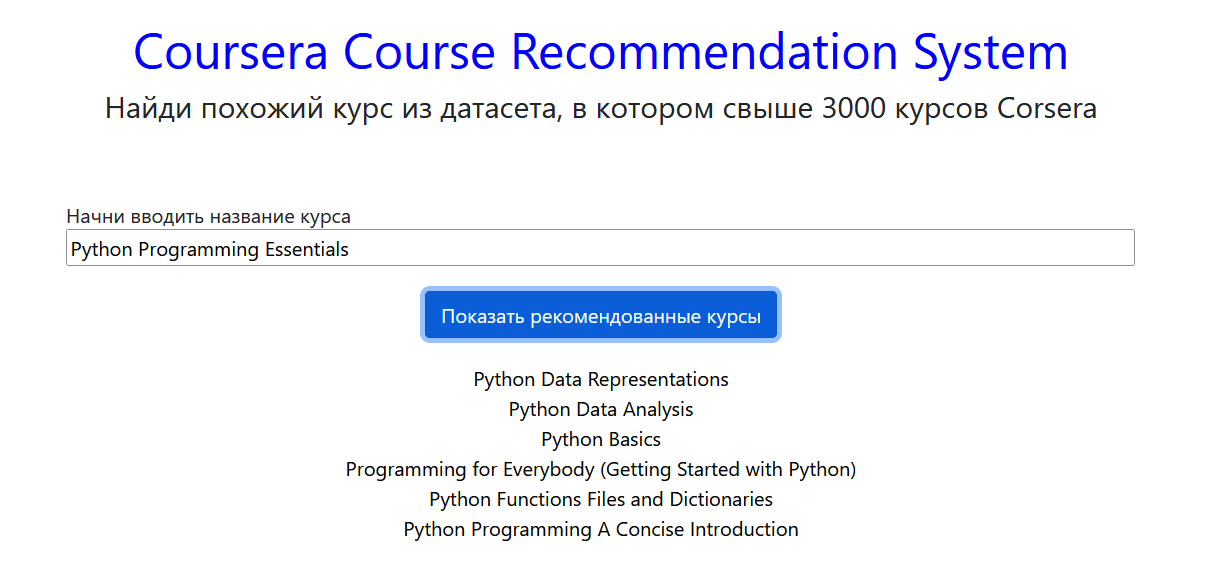 Coursera Course Recommendation System
Найди похожий курс из датасета, в котором свыше 3000 курсов Corsera
Начни вводить название курса
Python Programming Essentials
Показать рекомендованные курсы
Python Data Representations
Python Data Analysis
Python Basics
Programming for Everybody (Getting Started with Python)
Python Functions Files and Dictionaries
Python Programming A Concise Introduction